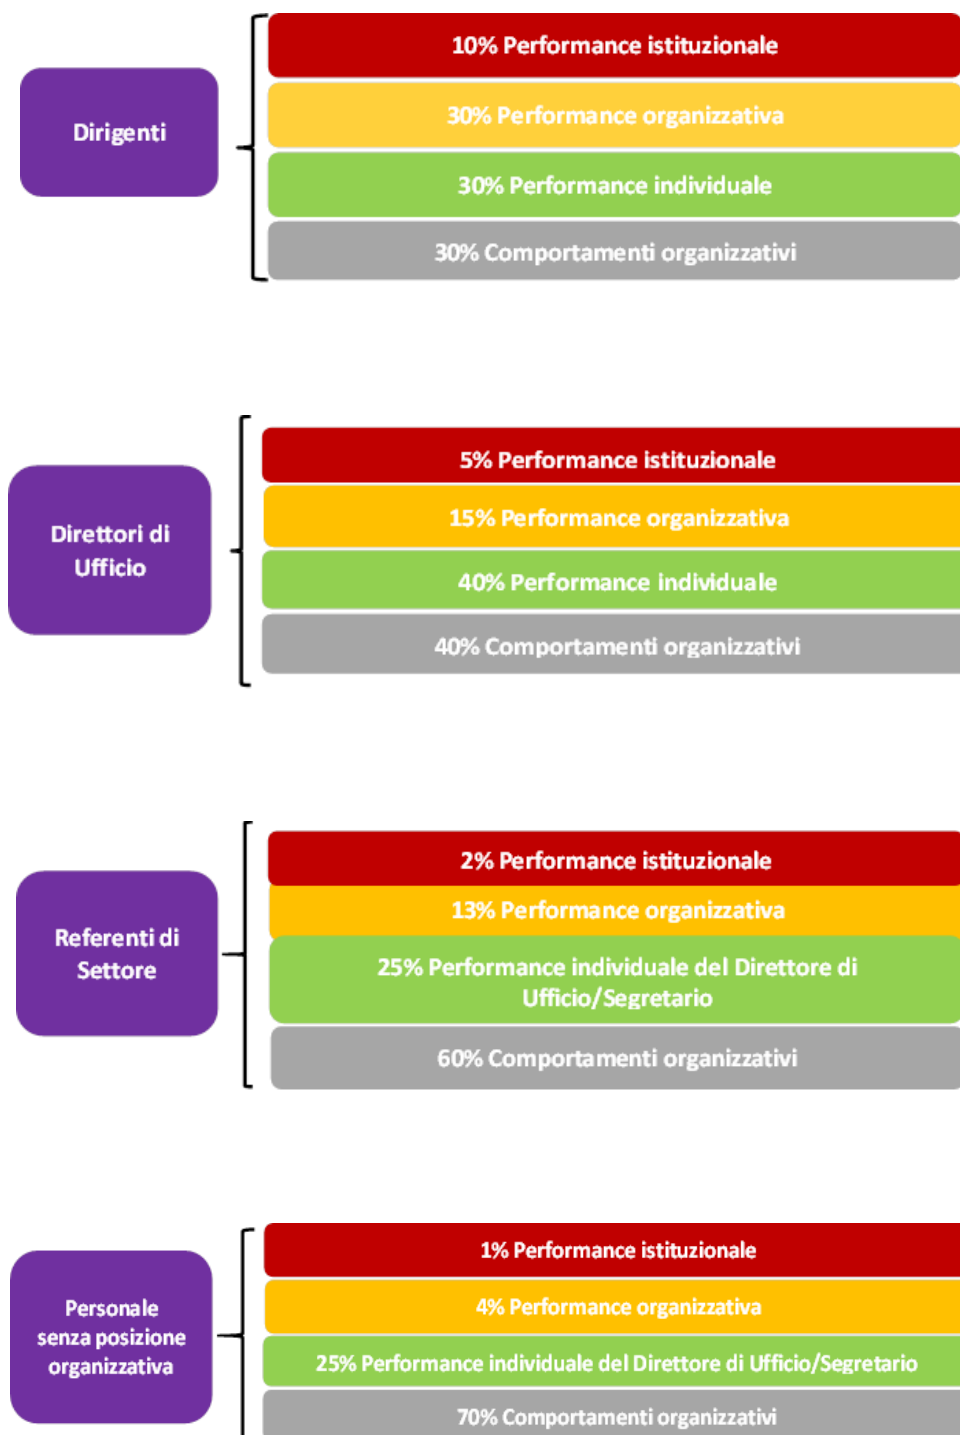 Dirigenti
10% Performance istituzionale
30% Performance organizzativa
30% Performance individuale
30% Comportamenti organizzativi
Direttori di
Ufficio
5% Performance istituzionale
15% Performance organizzativa
40% Performance individuale
40% Comportamenti organizzativi
Referenti di
Settore
2% Performance istituzionale
13% Performance organizzativa
25% Performance individuale del Direttore di
Ufficio/Segretario
60% Comportamenti organizzativi
Personale
senza posizione
organizzativa
1% Performance istituzionale
4% Performance organizzativa
25% Performance individuale del Direttore di Ufficio/Segretario
70% Comportamenti organizzativi